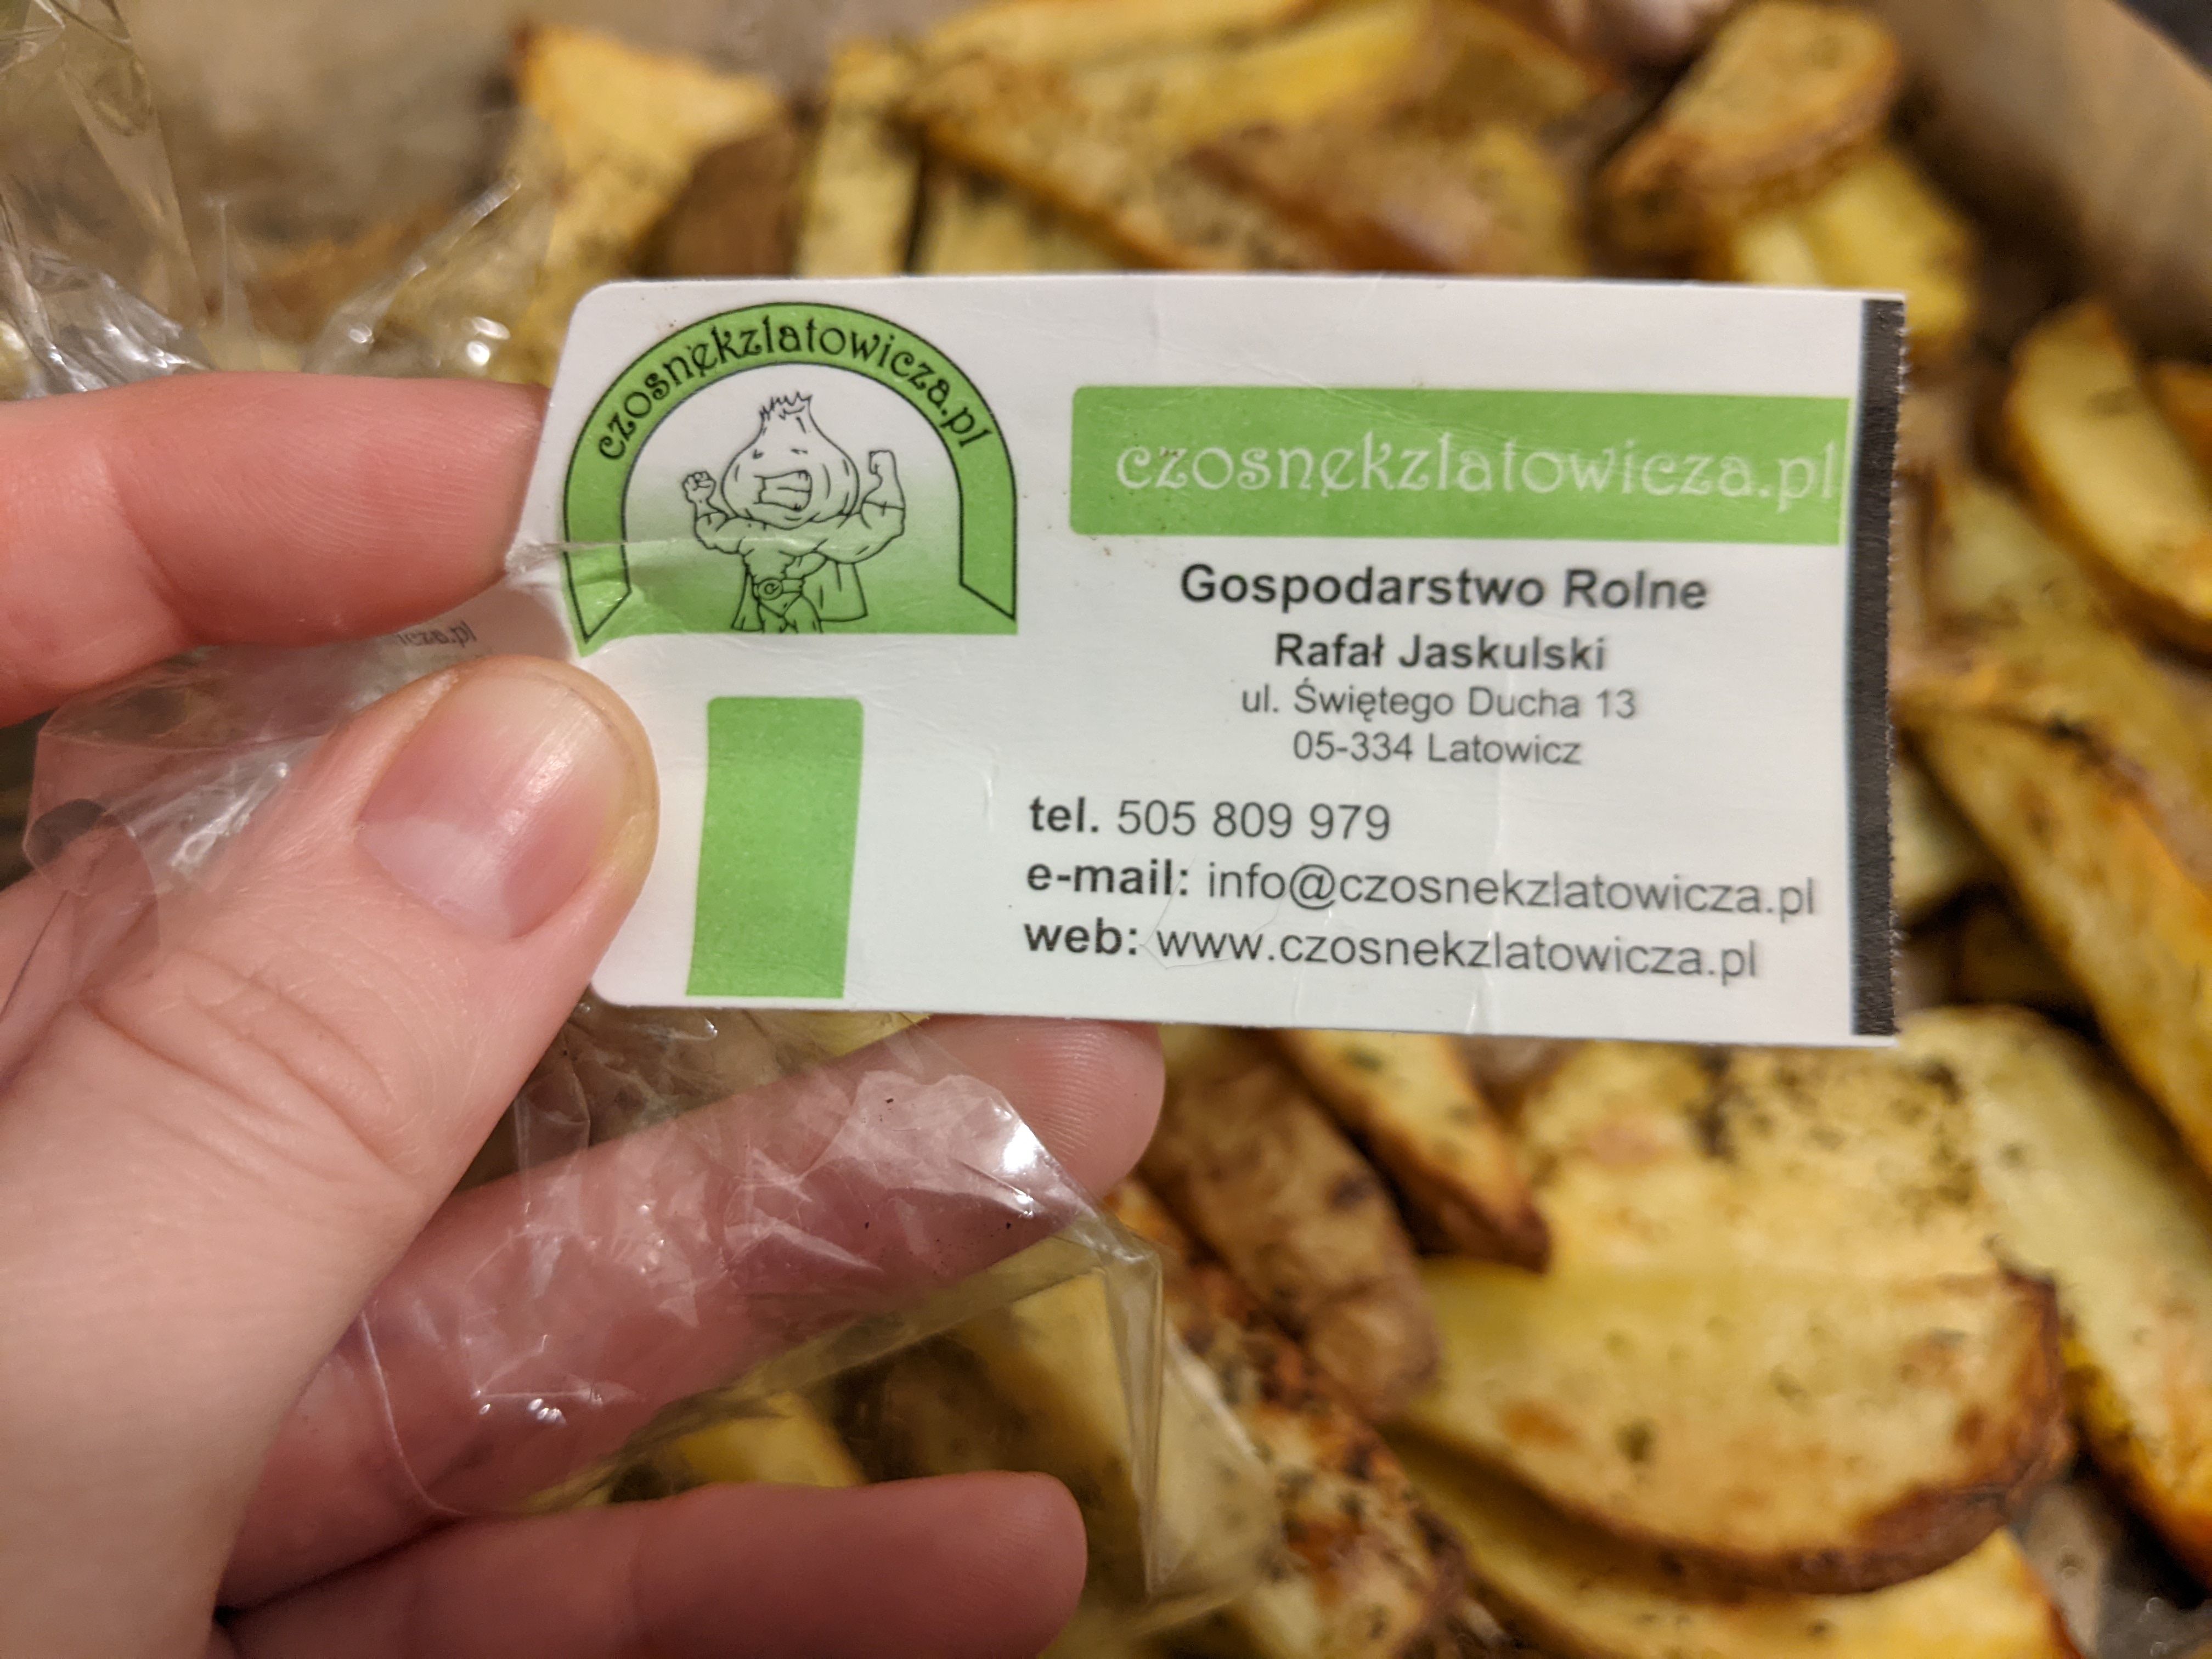 czosnekzlatowicza.pl
czosnekzlatowicza.pl
Gospodarstwo Rolne
Rafał Jaskulski
ul. Świętego Ducha 13
05-334 Latowicz
tel. 505 809 979
e-mail: info@czosnekzlatowicza.pl
web: www.czosnekzlatowicza.pl